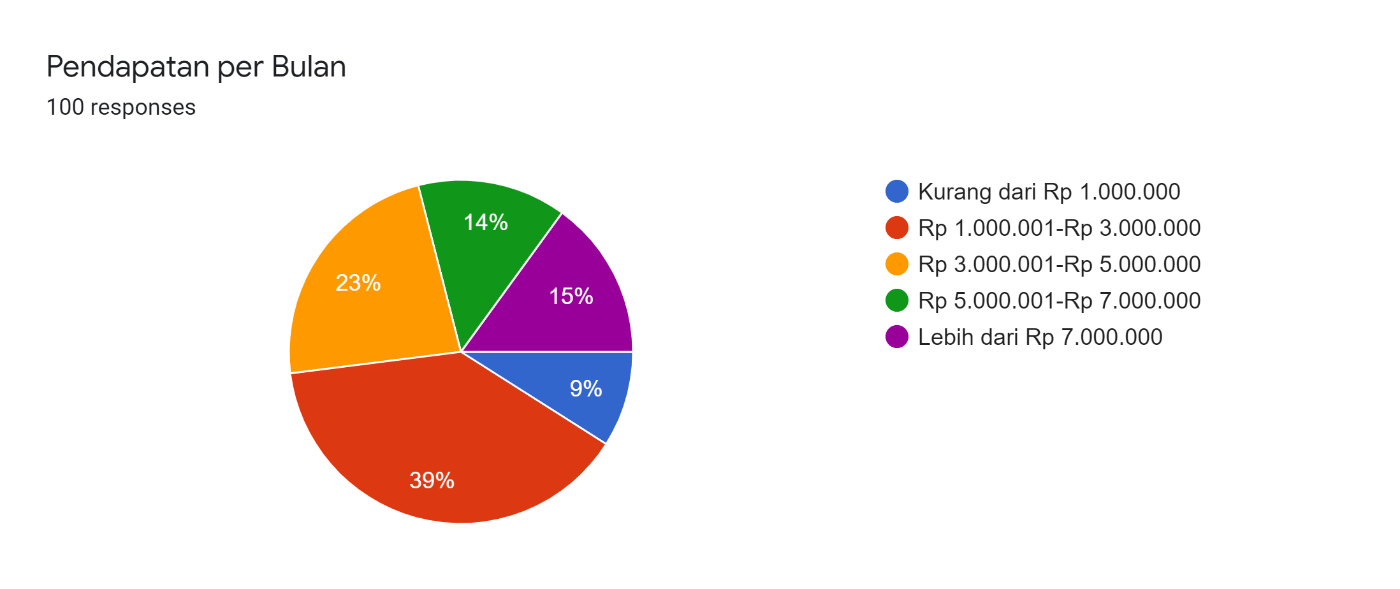 Pendapatan per Bulan
100 responses
14%
23%
15%
9%
39%
Kurang dari Rp 1.000.000
Rp 1.000.001-Rp 3.000.000
Rp 3.000.001-Rp 5.000.000
Rp 5.000.001-Rp 7.000.000
Lebih dari Rp 7.000.000